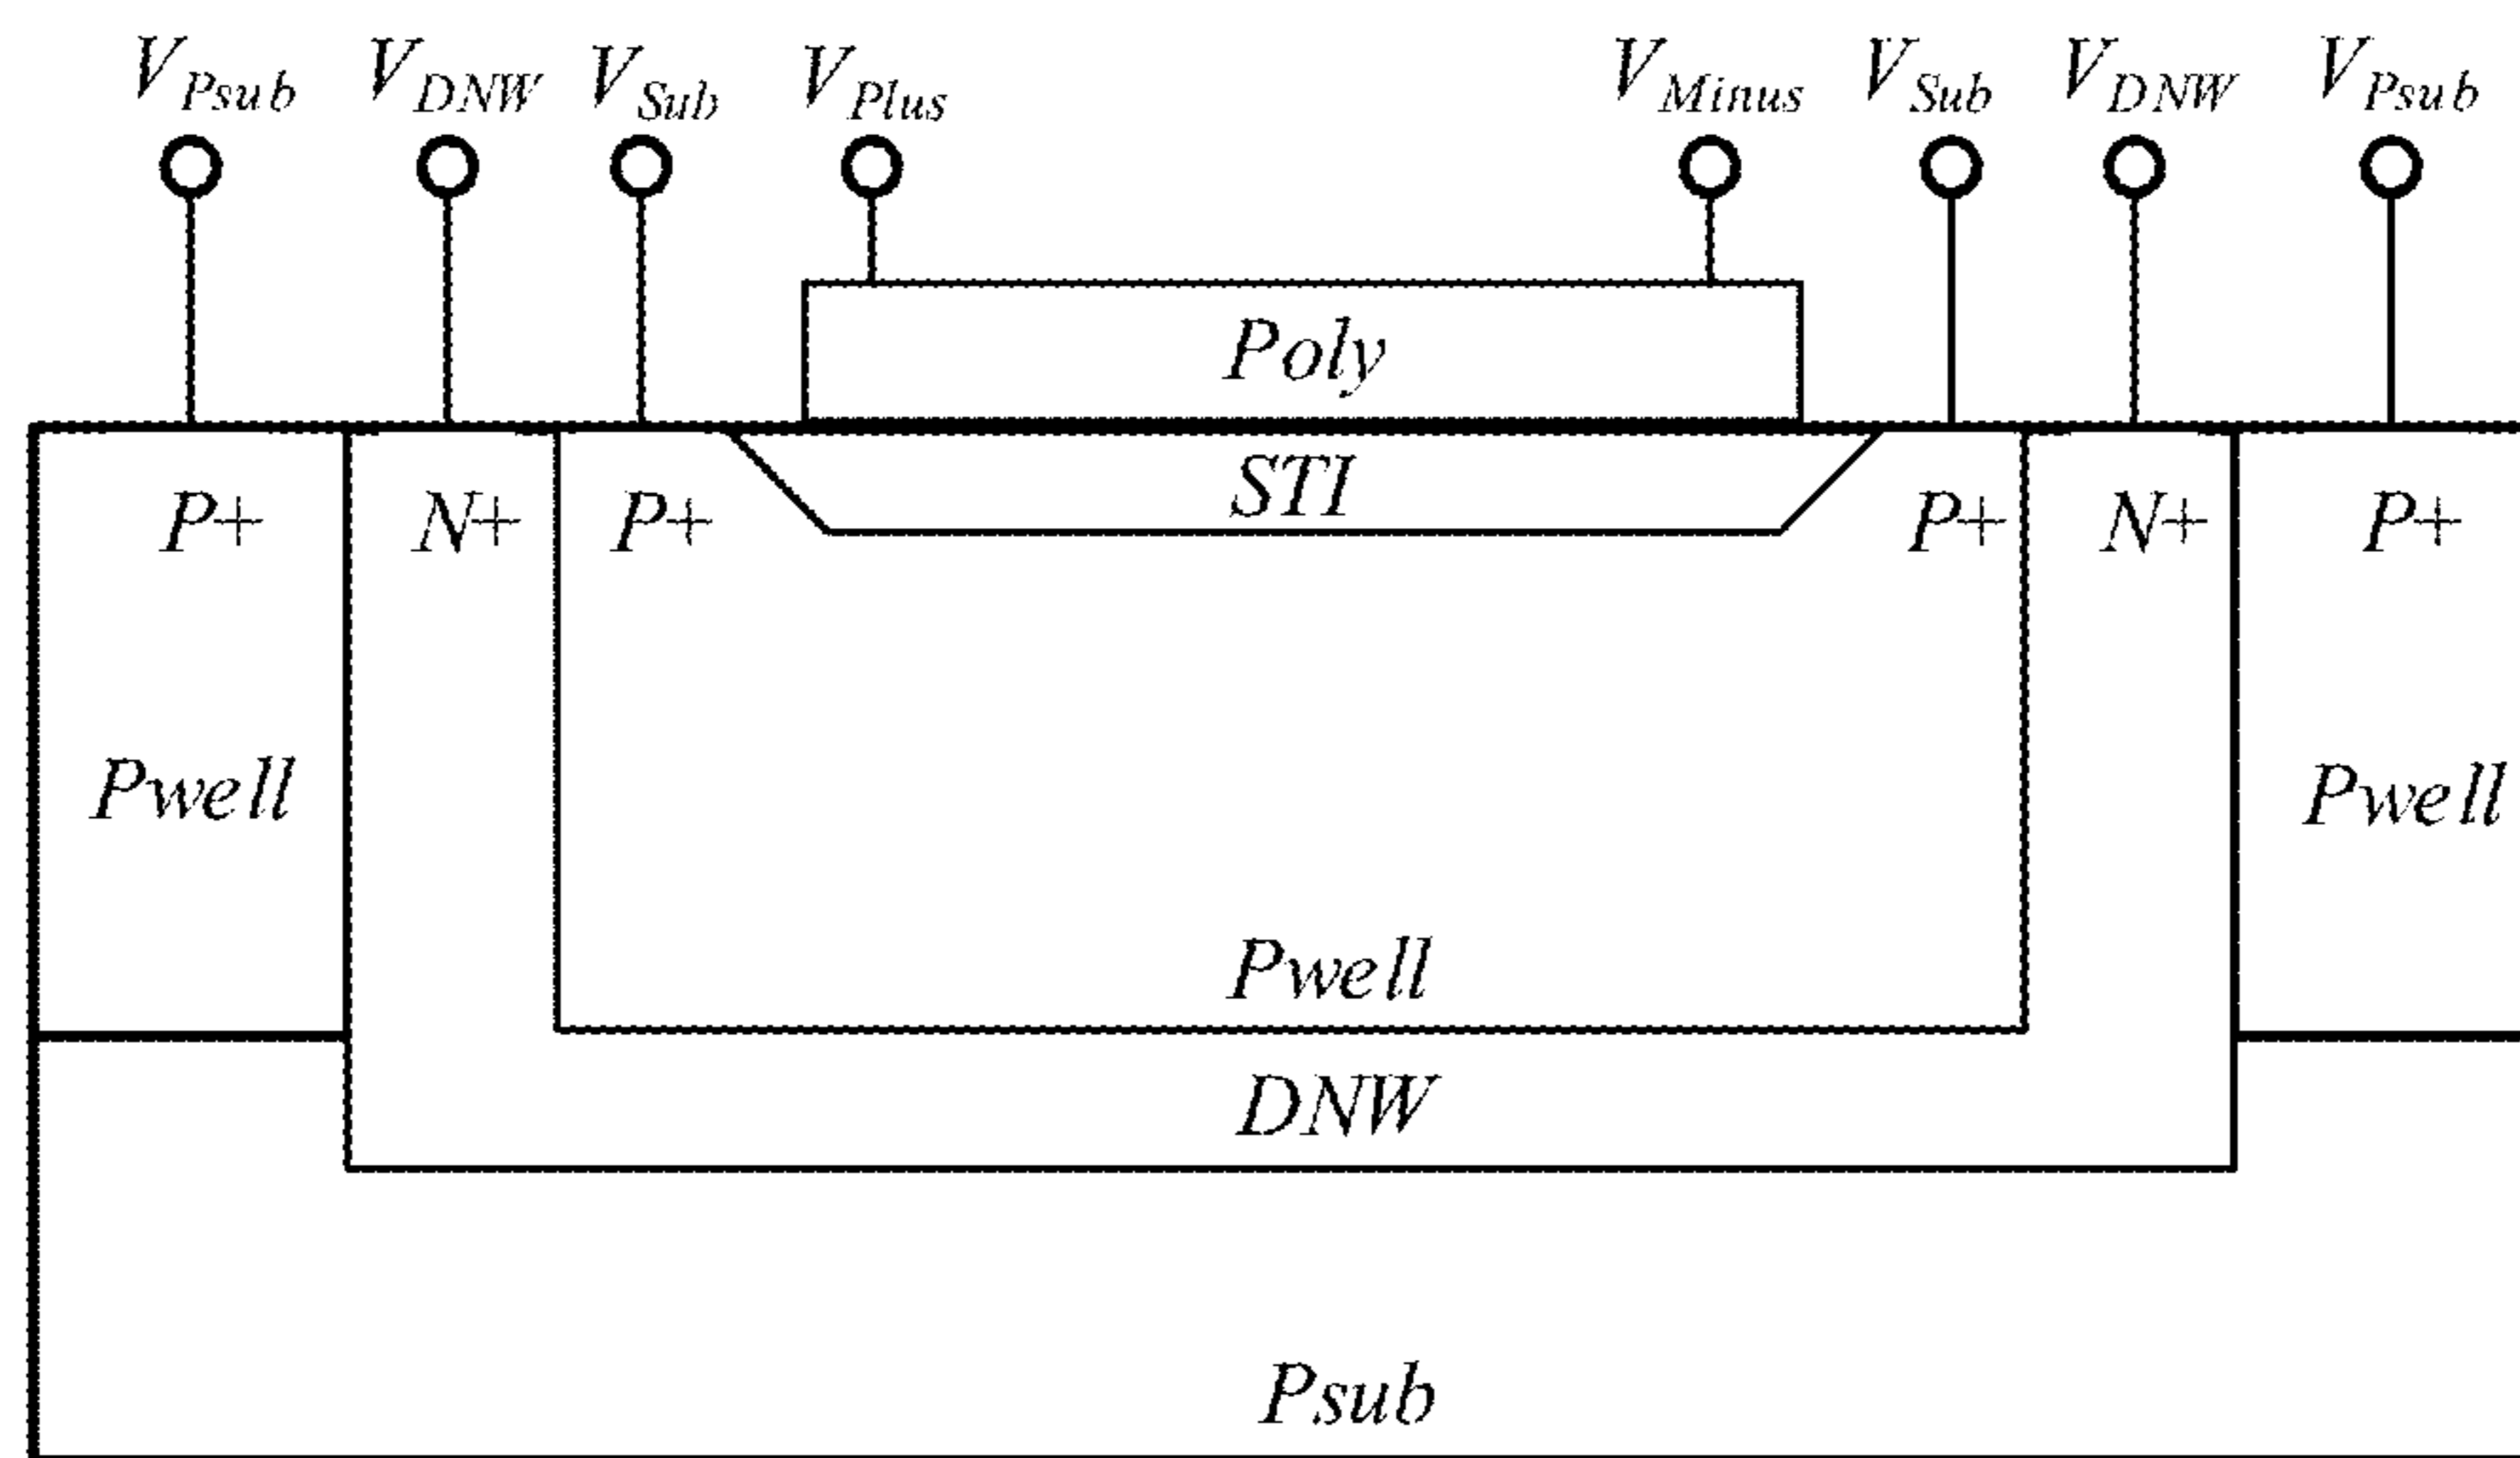 V_Psub V_DNW V_Sub V_Plus V_Minus V_Sub V_DNW V_Psub
Poly
STI
P+ N+ P+ P+ N+ P+
Pwell Pwell
Pwell
DNW
Psub